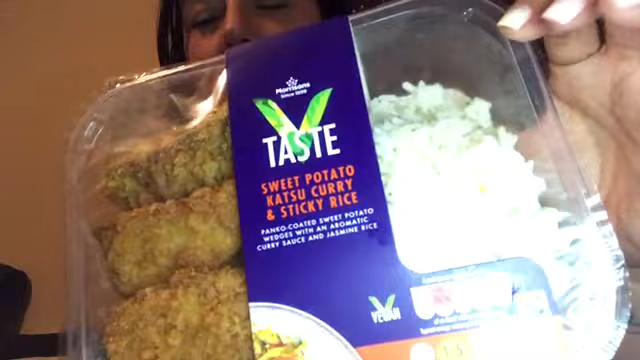 Morrisons
Since 1899
V
TASTE
SWEET POTATO
KATSU CURRY
& STICKY RICE
PANKO-COATED SWEET POTATO
WEDGES WITH AN AROMATIC
CURRY SAUCE AND JASMINE RICE
V
VEGAN